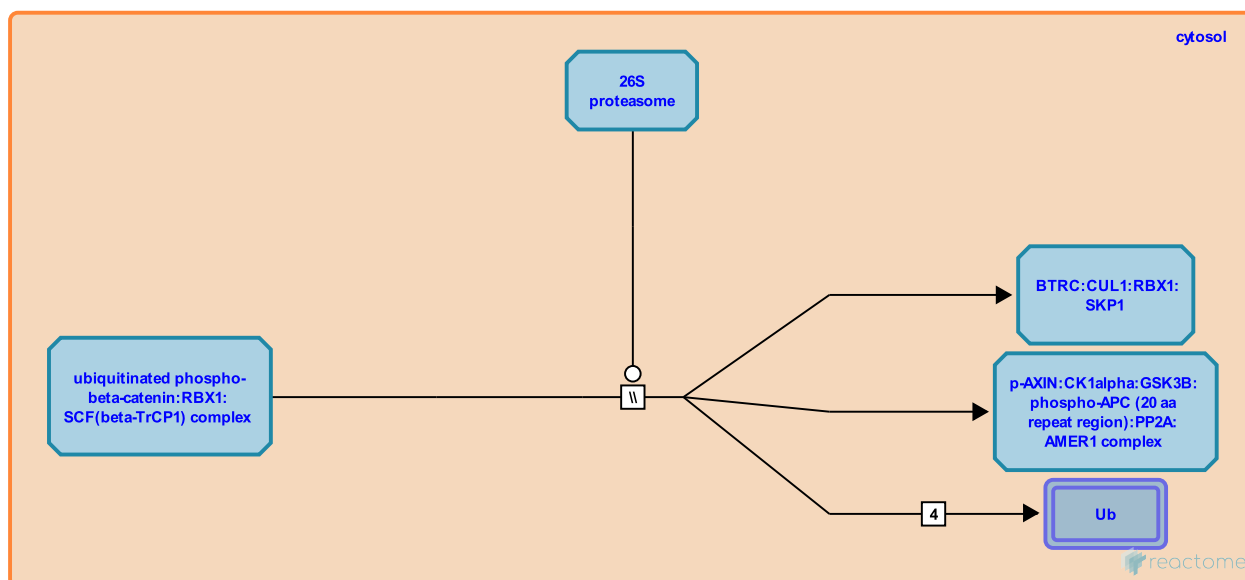 cytosol
26S
proteasome
BTRC:CUL1:RBX1:
SKP1
ubiquitinated phospho-
beta-catenin:RBX1:
SCF(beta-TrCP1) complex
\\
p-AXIN:CK1alpha:GSK3B:
phospho-APC (20 aa
repeat region):PP2A:
AMER1 complex
4
Ub
reactome